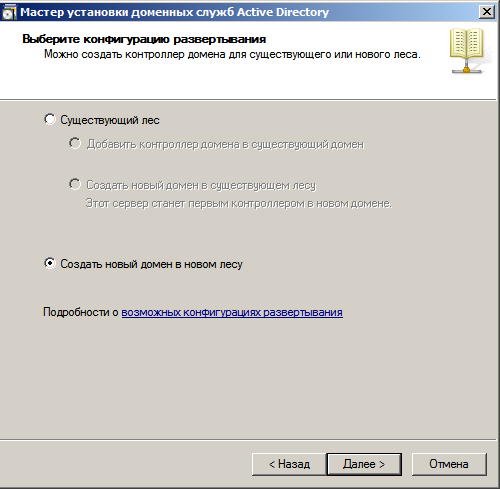 Мастер установки доменных служб Active Directory
Выберите конфигурацию развертывания
Можно создать контроллер домена для существующего или нового леса.
Существующий лес
Добавить контроллер домена в существующий домен
Создать новый домен в существующем лесу
Этот сервер станет первым контроллером в новом домене.
Создать новый домен в новом лесу
Подробности о возможных конфигурациях развертывания
< Назад
Далее >
Отмена